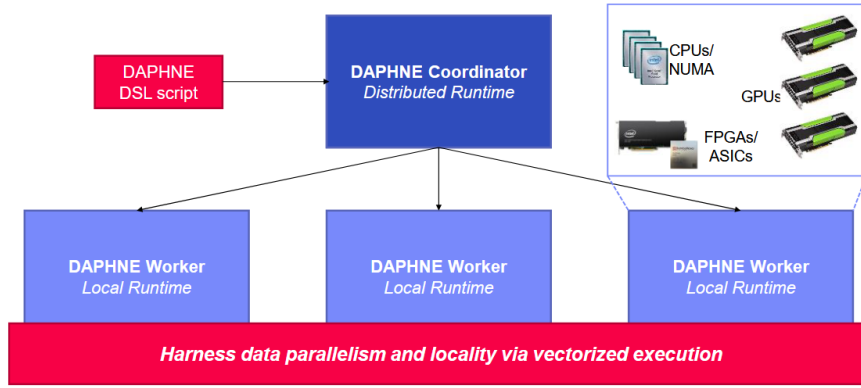 DAPHNE
DSL script
DAPHNE Coordinator
Distributed Runtime
CPUs/
NUMA
GPUs
FPGAs/
ASICs
DAPHNE Worker
Local Runtime
DAPHNE Worker
Local Runtime
DAPHNE Worker
Local Runtime
Harness data parallelism and locality via vectorized execution